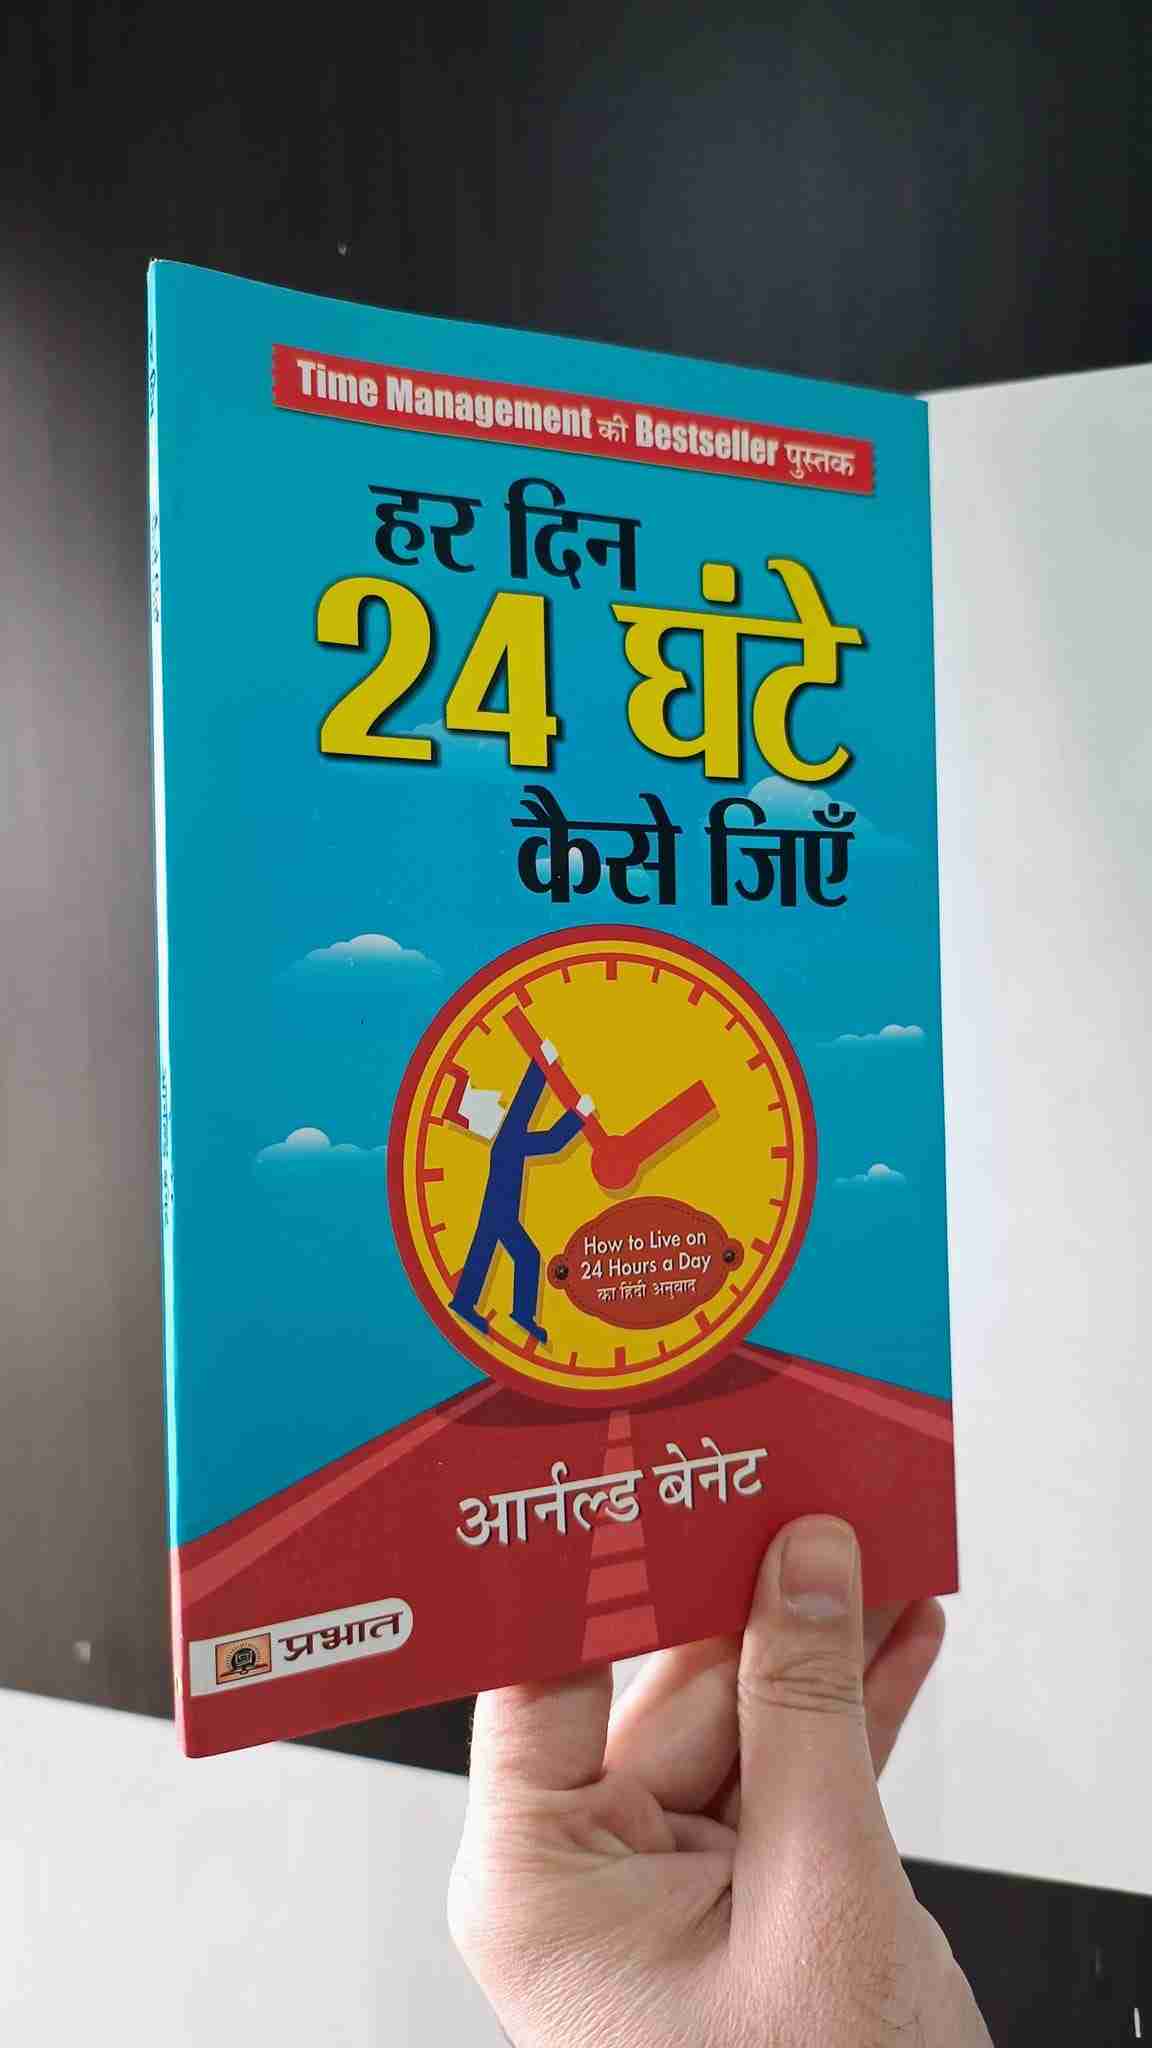 Time Management की Bestseller पुस्तक
हर दिन
24 घंटे
कैसे जिएँ
How to Live on
24 Hours a Day
का हिंदी अनुवाद
आर्नल्ड बेनेट
प्रभात